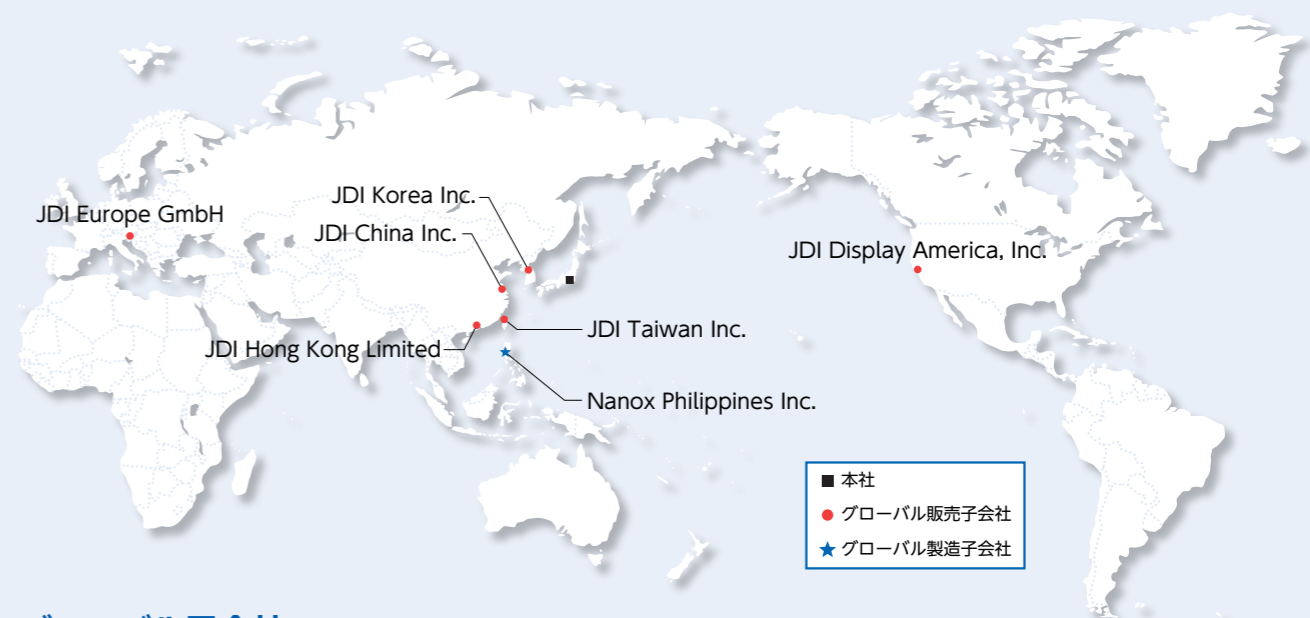 JDI Korea Inc.
JDI Europe GmbH
JDI China Inc.
JDI Display America, Inc.
JDI Taiwan Inc.
JDI Hong Kong Limited
Nanox Philippines Inc.
■ 本社
● グローバル販売子会社
★ グローバル製造子会社